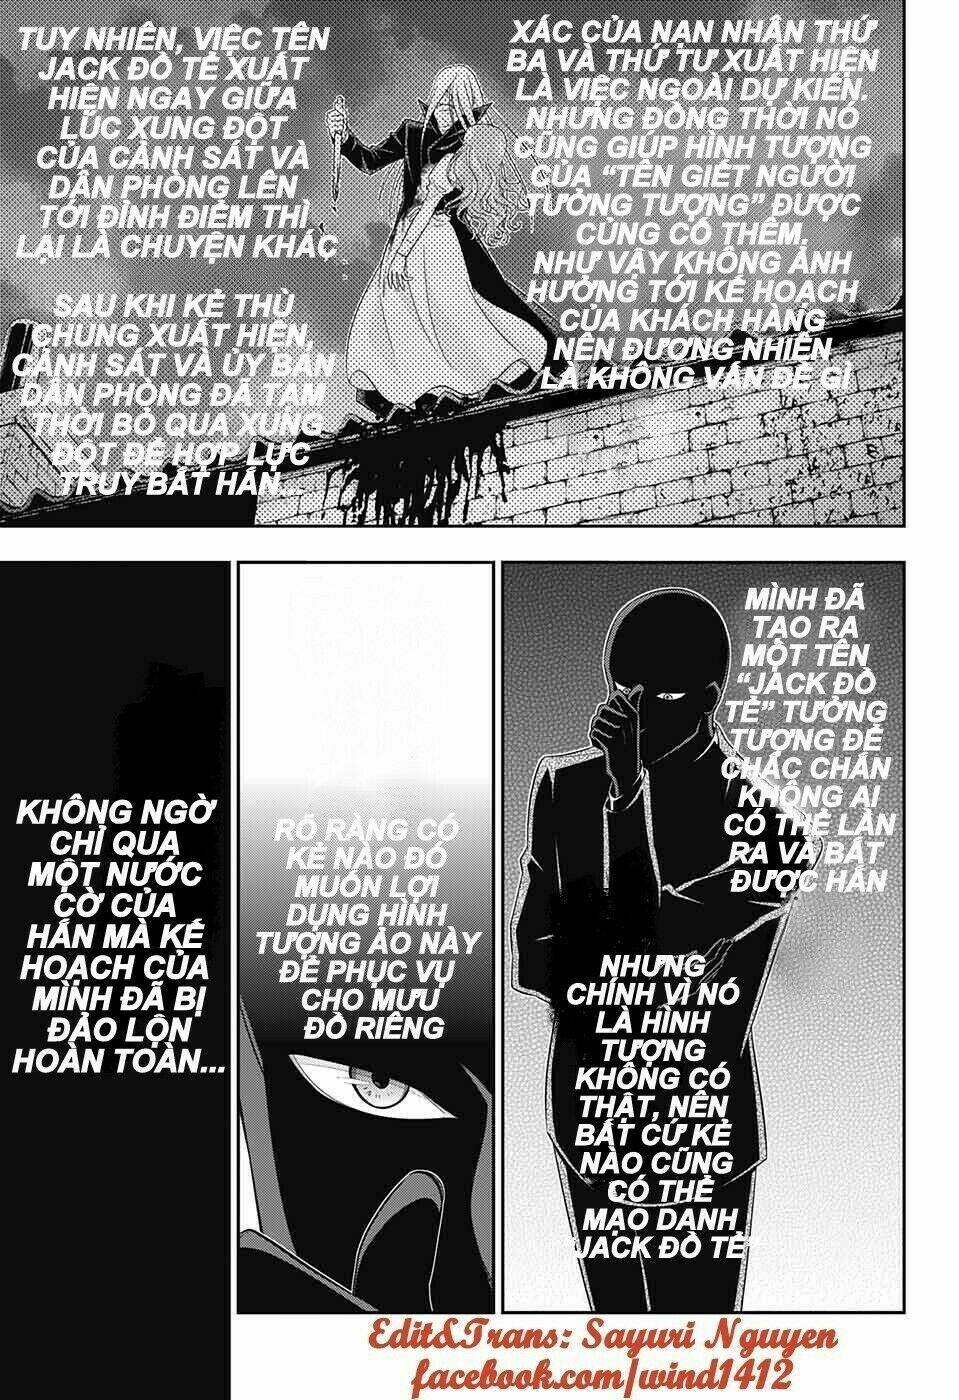 XÁC CỦA NẠN NHÂN THỨ
BA VÀ THỨ TƯ XUẤT HIỆN
LÀ VIỆC NGOÀI DỰ KIẾN.
NHƯNG ĐỒNG THỜI NÓ
CŨNG GIÚP HÌNH TƯỢNG
CỦA “TÊN GIẾT NGƯỜI
TƯỞNG TƯỢNG” ĐƯỢC
CỦNG CỐ THÊM.
NHƯ VẬY KHÔNG ẢNH
HƯỞNG TỚI KẾ HOẠCH
CỦA KHÁCH HÀNG
NÊN ĐƯƠNG NHIÊN
LÀ KHÔNG VẤN ĐỀ GÌ
TUY NHIÊN, VIỆC TÊN
JACK ĐỒ TỂ XUẤT
HIỆN NGAY GIỮA
LÚC XUNG ĐỘT
CỦA CẢNH SÁT VÀ
DÂN PHÒNG LÊN
TỚI ĐỈNH ĐIỂM THÌ
LẠI LÀ CHUYỆN KHÁC
SAU KHI KẺ THÙ
CHUNG XUẤT HIỆN,
CẢNH SÁT VÀ ỦY BAN
DÂN PHÒNG ĐÃ TẠM
THỜI BỎ QUA XUNG
ĐỘT ĐỂ HỢP LỰC
TRUY BẮT HẮN...
MÌNH ĐÃ
TẠO RA
MỘT TÊN
“JACK ĐỒ
TỂ” TƯỞNG
TƯỢNG ĐỂ
CHẮC CHẮN
KHÔNG AI
CÓ THỂ LẦN
RA VÀ BẮT
ĐƯỢC HẮN
NHƯNG
CHÍNH VÌ NÓ
LÀ HÌNH
TƯỢNG
KHÔNG CÓ
THẬT, NÊN
BẤT CỨ KẺ
NÀO CŨNG
CÓ THỂ
MẠO DANH
“JACK ĐỒ TỂ”
RÕ RÀNG CÓ
KẺ NÀO ĐÓ
MUỐN LỢI
DỤNG HÌNH
TƯỢNG ẢO NÀY
ĐỂ PHỤC VỤ
CHO MƯU
ĐỒ RIÊNG
KHÔNG NGỜ
CHỈ QUA
MỘT NƯỚC
CỜ CỦA
HẮN MÀ KẾ
HOẠCH CỦA
MÌNH ĐÃ BỊ
ĐẢO LỘN
HOÀN TOÀN...
Edit&Trans: Sayuri Nguyen
facebook.com/wind1412